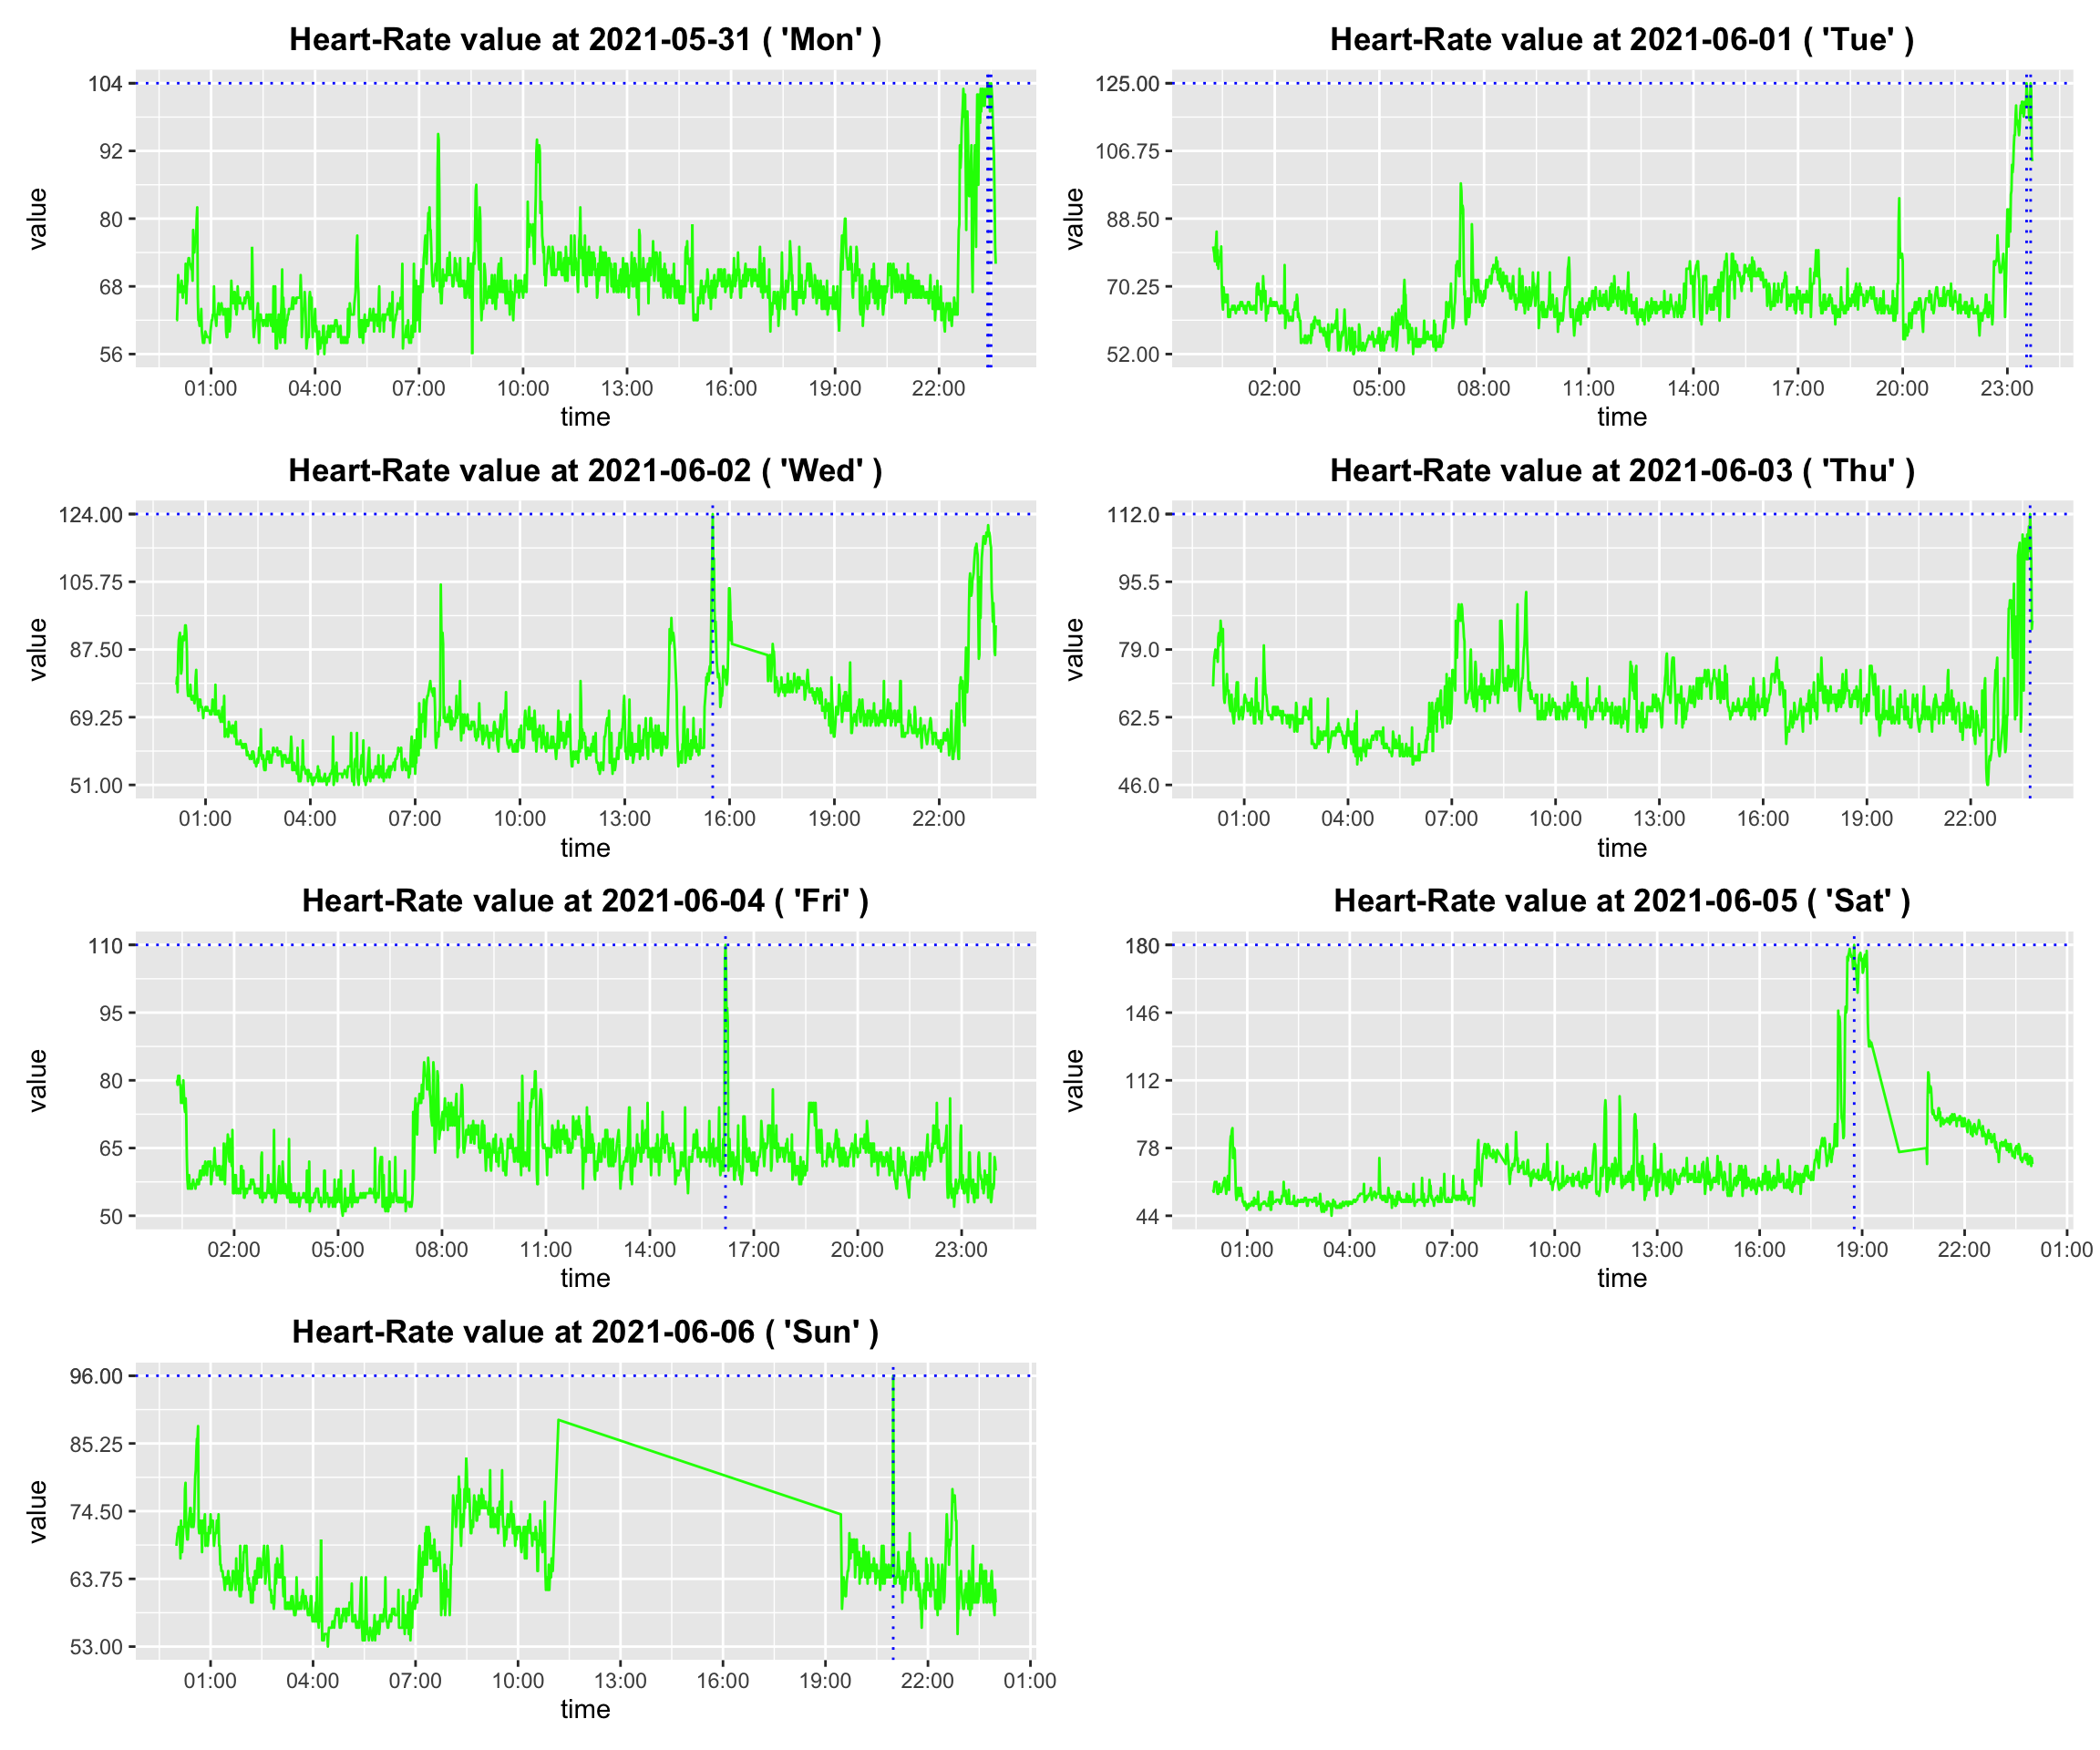 Heart-Rate value at 2021-05-31 ( 'Mon' )
value
104
92
80
68
56
01:00 04:00 07:00 10:00 13:00 16:00 19:00 22:00
time
Heart-Rate value at 2021-06-01 ( 'Tue' )
value
125.00
106.75
88.50
70.25
52.00
02:00 05:00 08:00 11:00 14:00 17:00 20:00 23:00
time
Heart-Rate value at 2021-06-02 ( 'Wed' )
value
124.00
105.75
87.50
69.25
51.00
01:00 04:00 07:00 10:00 13:00 16:00 19:00 22:00
time
Heart-Rate value at 2021-06-03 ( 'Thu' )
value
112.0
95.5
79.0
62.5
46.0
01:00 04:00 07:00 10:00 13:00 16:00 19:00 22:00
time
Heart-Rate value at 2021-06-04 ( 'Fri' )
value
110
95
80
65
50
02:00 05:00 08:00 11:00 14:00 17:00 20:00 23:00
time
Heart-Rate value at 2021-06-05 ( 'Sat' )
value
180
146
112
78
44
01:00 04:00 07:00 10:00 13:00 16:00 19:00 22:00 01:00
time
Heart-Rate value at 2021-06-06 ( 'Sun' )
value
96.00
85.25
74.50
63.75
53.00
01:00 04:00 07:00 10:00 13:00 16:00 19:00 22:00 01:00
time